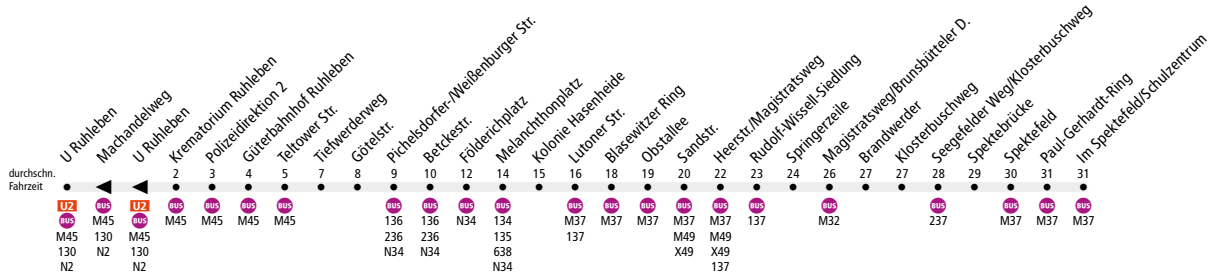 U Ruhleben
Machandelweg
U Ruhleben
Krematorium Ruhleben
Polizeidirektion 2
Güterbahnhof Ruhleben
Teltower Str.
Tiefwerderweg
Götelstr.
Pichelsdorfer-/Weißenburger Str.
Betckestr.
Földerichplatz
Melanchthonplatz
Kolonie Hasenheide
Lutoner Str.
Blasewitzer Ring
Obstallee
Sandstr.
Heerstr./Magistratsweg
Rudolf-Wissell-Siedlung
Springerzeile
Magistratsweg/Brunsbütteler D.
Brandwerder
Klosterbuschweg
Seegefelder Weg/Klosterbuschweg
Spektebrücke
Spektefeld
Paul-Gerhardt-Ring
Im Spektefeld/Schulzentrum
durchschn.
Fahrzeit
2 3 4 5 7 8 9 10 12 14 15 16 18 19 20 22 23 24 26 27 27 28 29 30 31 31
U2 BUS U2 BUS BUS BUS BUS BUS BUS BUS BUS BUS BUS BUS BUS BUS BUS BUS BUS BUS BUS BUS
BUS M45 BUS M45 M45 M45 M45 136 136 N34 134 M37 M37 M37 M37 M37 137 M32 237 M37 M37 M37
M45 130 M45 236 236 135 137 M49 M49
130 N2 130 N34 N34 638 X49 X49
N2 N2 N34 137